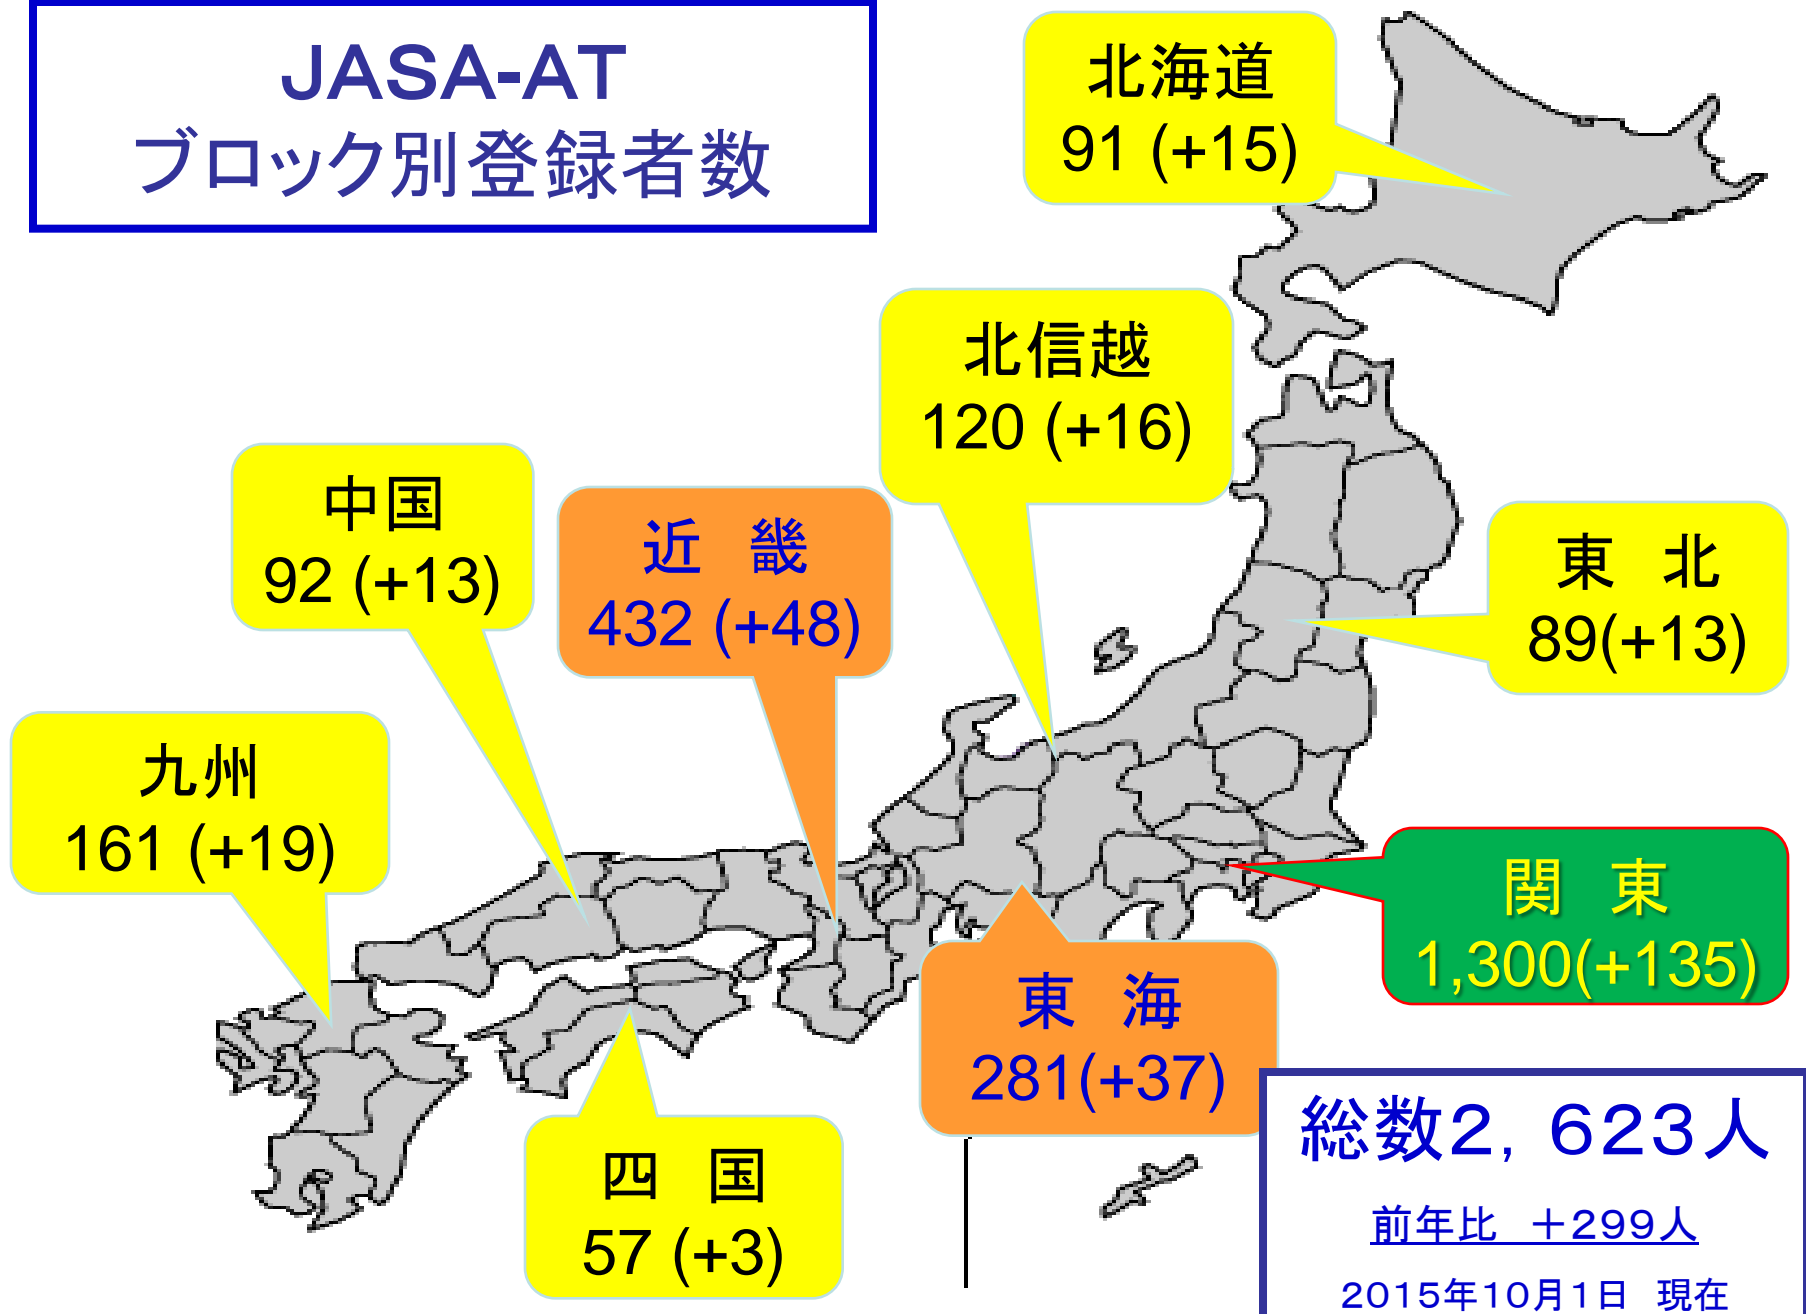 JASA-AT
ブロック別登録者数
北海道
91 (+15)
北信越
120 (+16)
中国
92 (+13)
近　畿
432 (+48)
東　北
89(+13)
九州
161 (+19)
関　東
1,300(+135)
東　海
281(+37)
四　国
57 (+3)
総数２，６２３人
前年比　＋２９９人
２０１５年１０月１日　現在